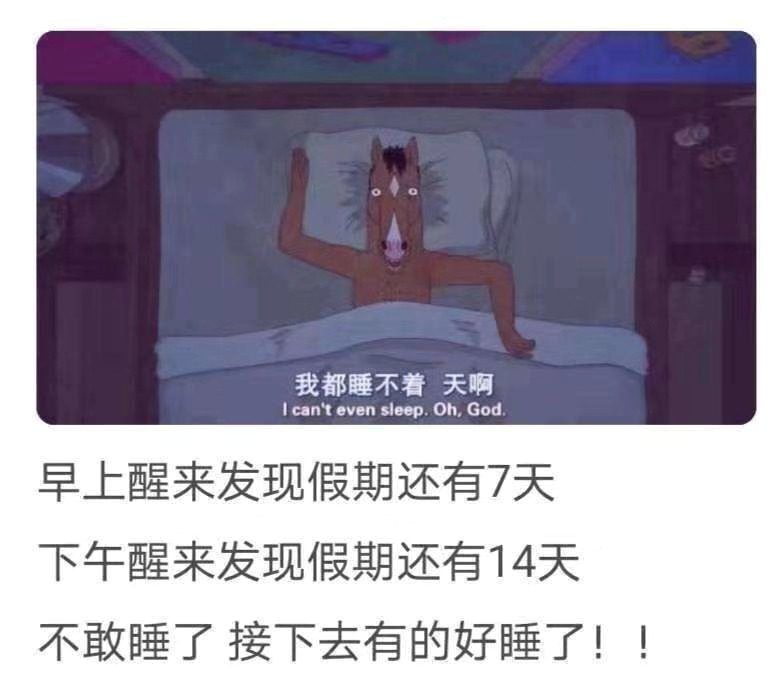 我都睡不着 天啊
I can't even sleep. Oh, God.
早上醒来发现假期还有7天
下午醒来发现假期还有14天
不敢睡了 接下去有的好睡了！！